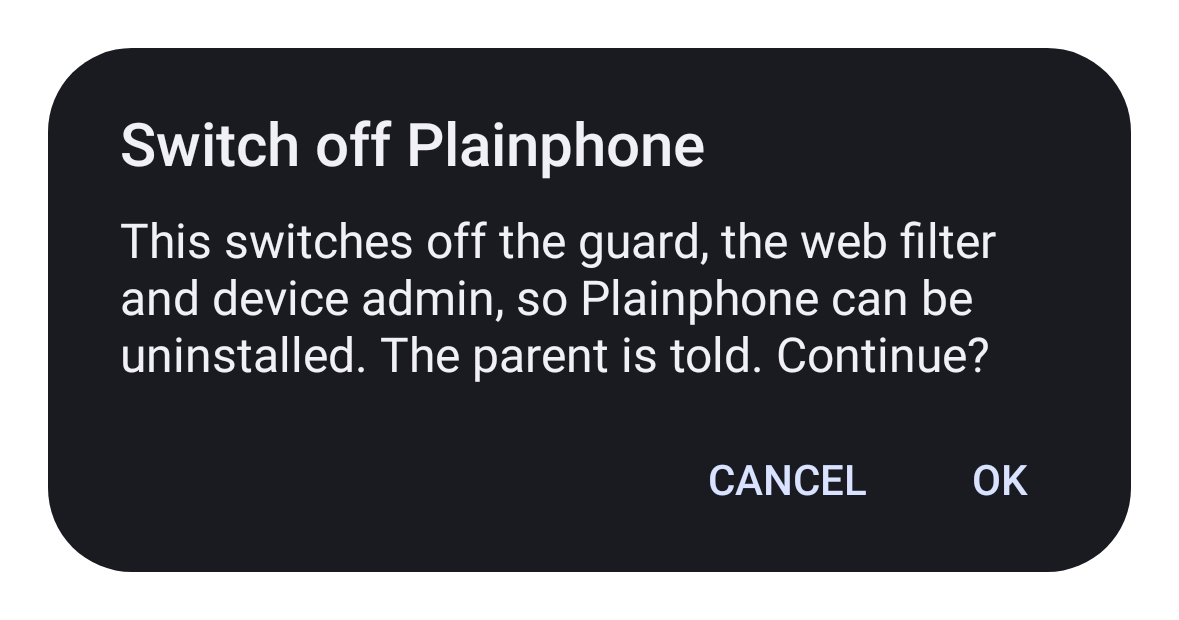 Switch off Plainphone
This switches off the guard, the web filter
and device admin, so Plainphone can be
uninstalled. The parent is told. Continue?
CANCEL OK